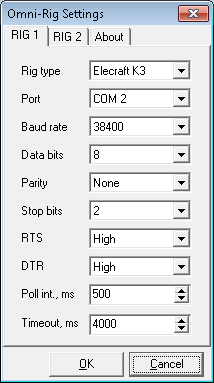 Omni-Rig Settings
RIG 1 RIG 2 About
Rig type Elecraft K3
Port COM 2
Baud rate 38400
Data bits 8
Parity None
Stop bits 2
RTS High
DTR High
Poll int., ms 500
Timeout, ms 4000
OK Cancel